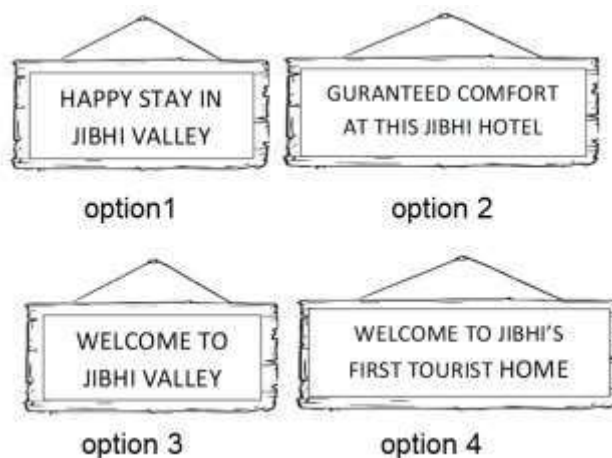 HAPPY STAY IN
JIBHI VALLEY
option1
GURANTEED COMFORT
AT THIS JIBHI HOTEL
option 2
WELCOME TO
JIBHI VALLEY
option 3
WELCOME TO JIBHI'S
FIRST TOURIST HOME
option 4